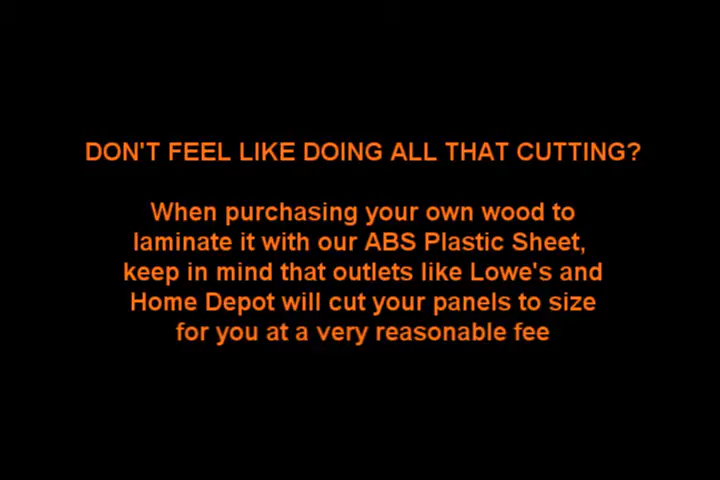 DON'T FEEL LIKE DOING ALL THAT CUTTING?
When purchasing your own wood to
laminate it with our ABS Plastic Sheet,
keep in mind that outlets like Lowe's and
Home Depot will cut your panels to size
for you at a very reasonable fee